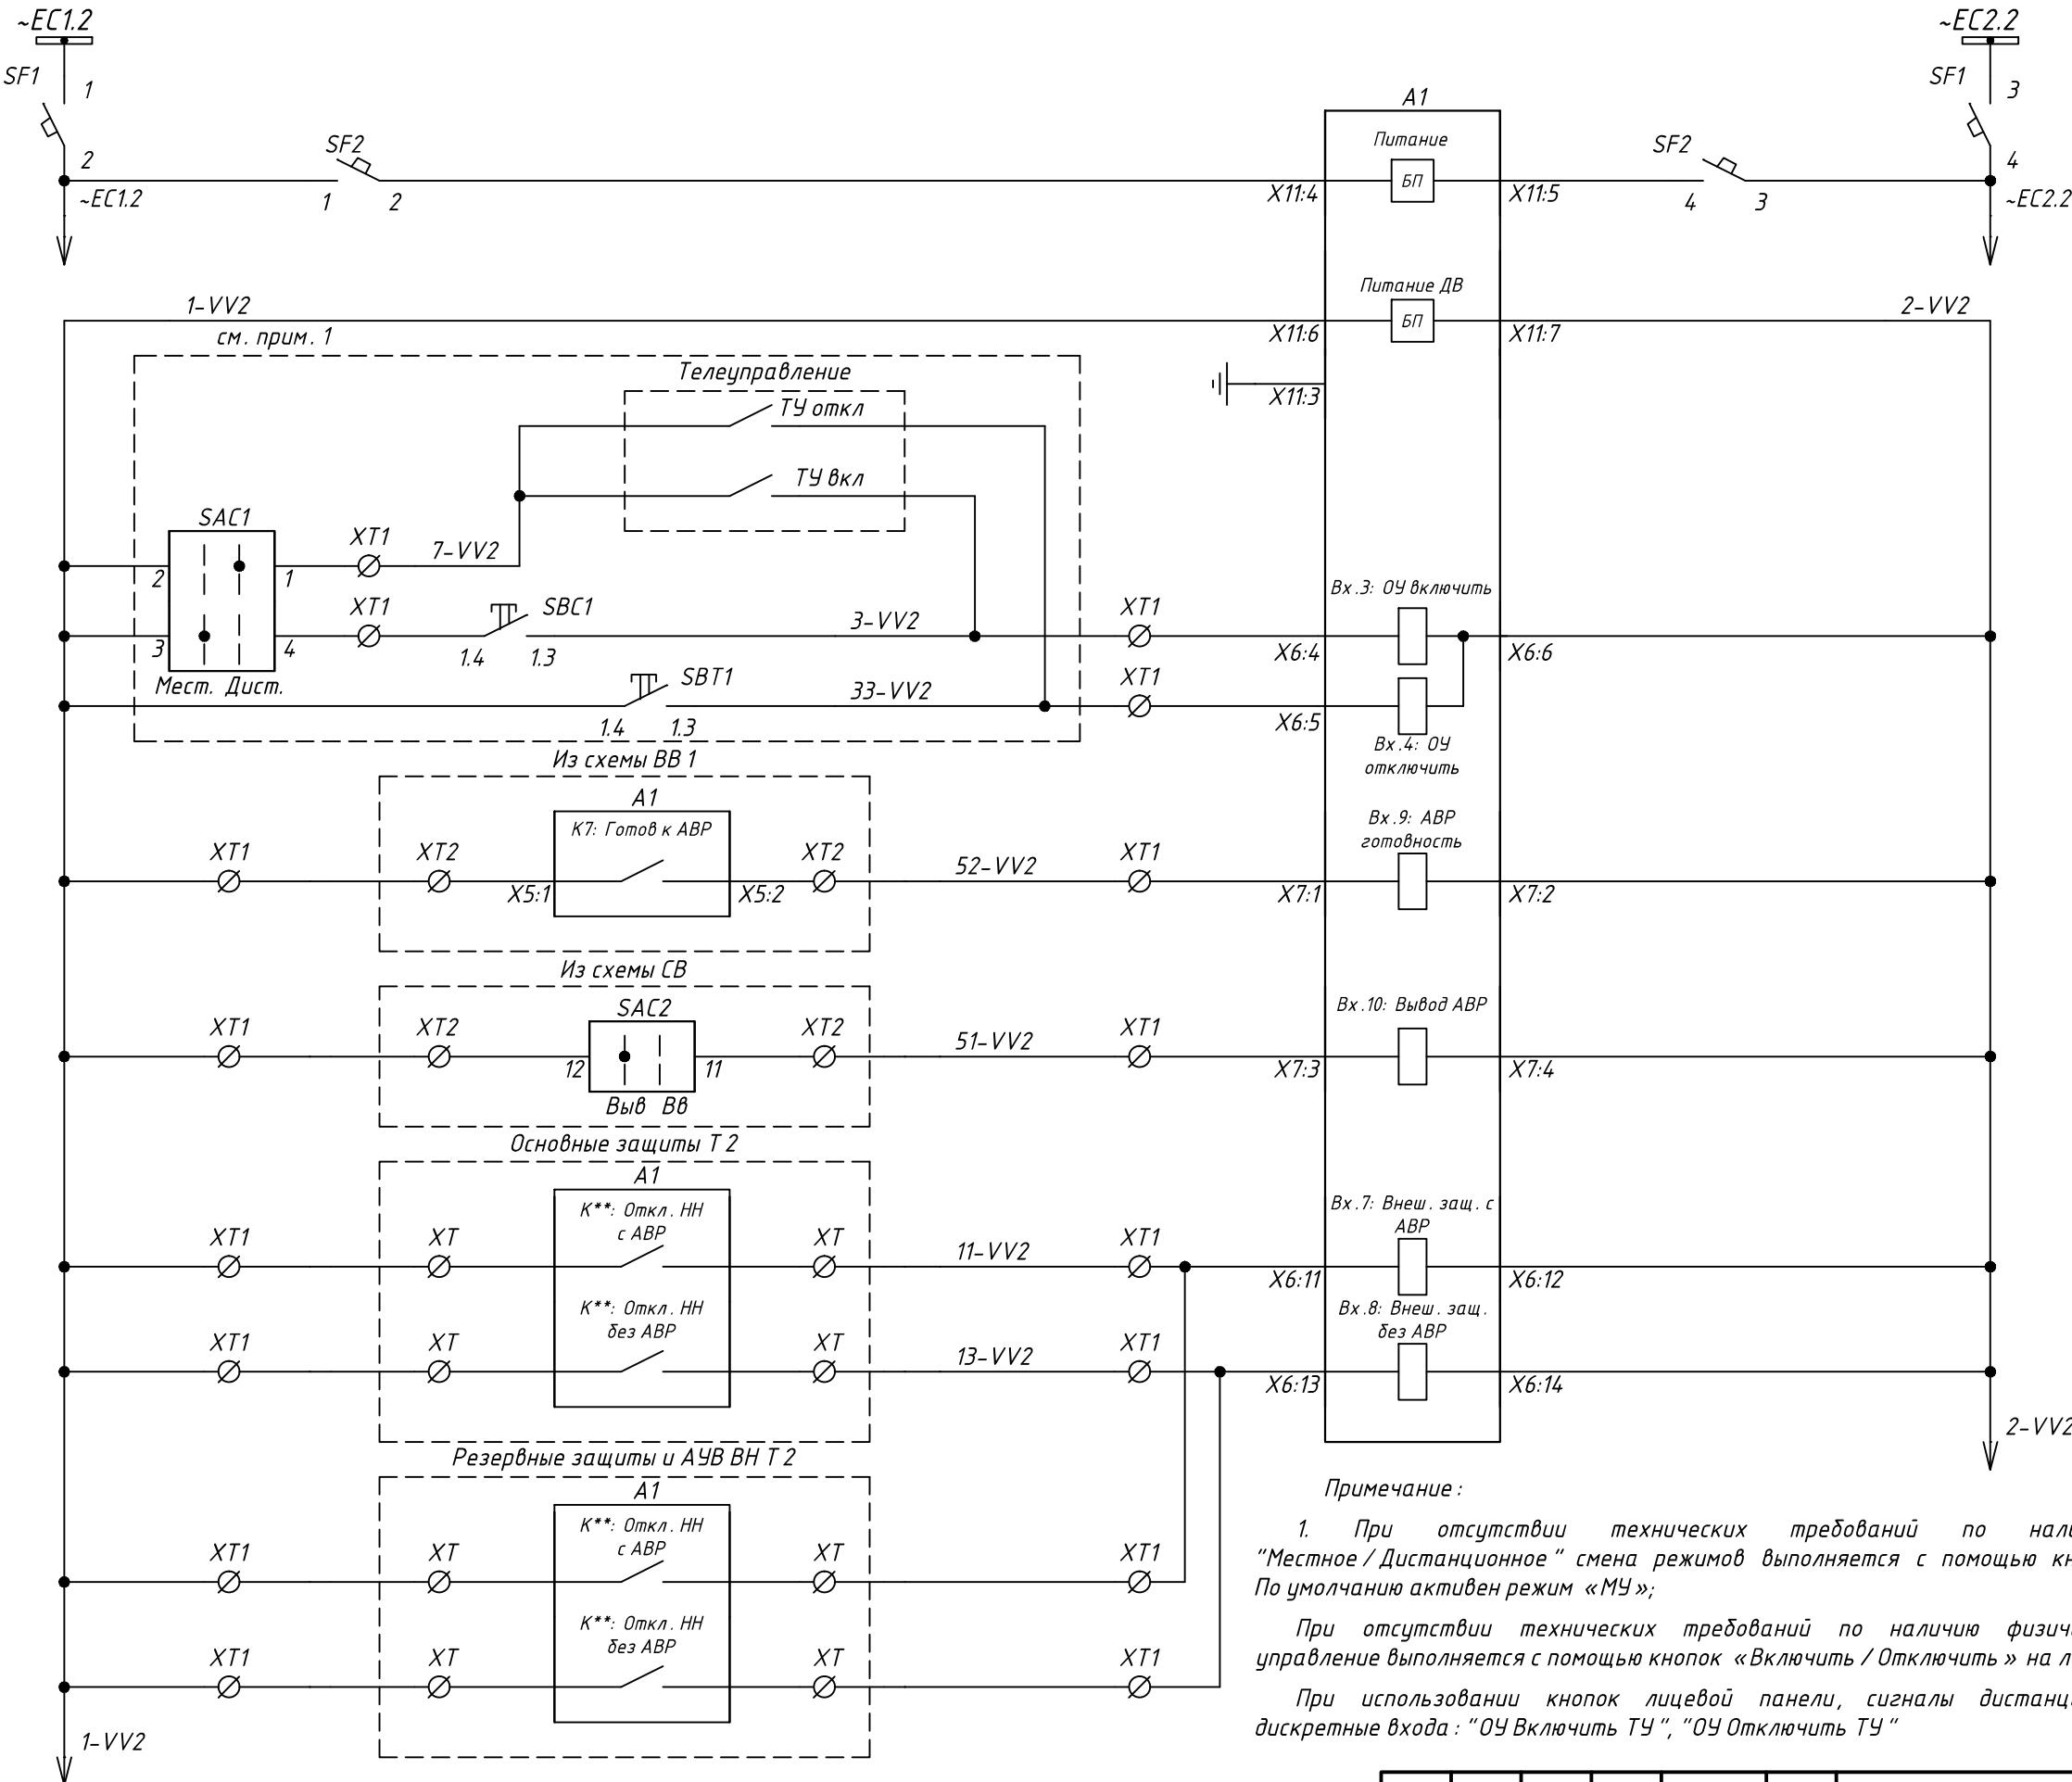 ~EC1.2
~EC2.2
SF1
1
SF1
3
A1
Питание
2
SF2
SF2
4
БП
~EC1.2
1
2
X11:4
X11:5
4
3
~EC2.2
Питание ДВ
1-VV2
БП
2-VV2
X11:6
X11:7
см. прим. 1
Телеуправление
X11:3
ТУ откл
ТУ вкл
SAC1
XT1
7-VV2
2
1
XT1
SBC1
3-VV2
XT1
Вх.3: ОУ включить
3
4
1.4
1.3
X6:4
X6:6
Мест. Дист.
SBT1
33-VV2
XT1
1.4
1.3
X6:5
Вх.4: ОУ
отключить
Из схемы ВВ 1
A1
К7: Готов к АВР
Вх.9: АВР
готовность
XT1
XT2
XT2
52-VV2
XT1
X5:1
X5:2
X7:1
X7:2
Из схемы СВ
SAC2
Вх.10: Вывод АВР
XT1
XT2
XT2
51-VV2
XT1
12
11
X7:3
X7:4
Выв Вв
Основные защиты Т 2
A1
К**: Откл. НН
с АВР
Вх.7: Внеш. защ. с
АВР
XT1
XT
XT
11-VV2
XT1
X6:11
X6:12
К**: Откл. НН
без АВР
Вх.8: Внеш. защ.
без АВР
XT1
XT
XT
13-VV2
XT1
X6:13
X6:14
2-VV2
Резервные защиты и АУВ ВН Т 2
A1
К**: Откл. НН
с АВР
XT1
XT
XT
XT1
К**: Откл. НН
без АВР
XT1
XT
XT
XT1
1-VV2
Примечание:
1. При отсутствии технических требований по нали
"Местное / Дистанционное" смена режимов выполняется с помощью кн
По умолчанию активен режим «МУ»;
При отсутствии технических требований по наличию физич
управление выполняется с помощью кнопок «Включить / Отключить» на л
При использовании кнопок лицевой панели, сигналы дистанц
дискретные входа: "ОУ Включить ТУ", "ОУ Отключить ТУ"